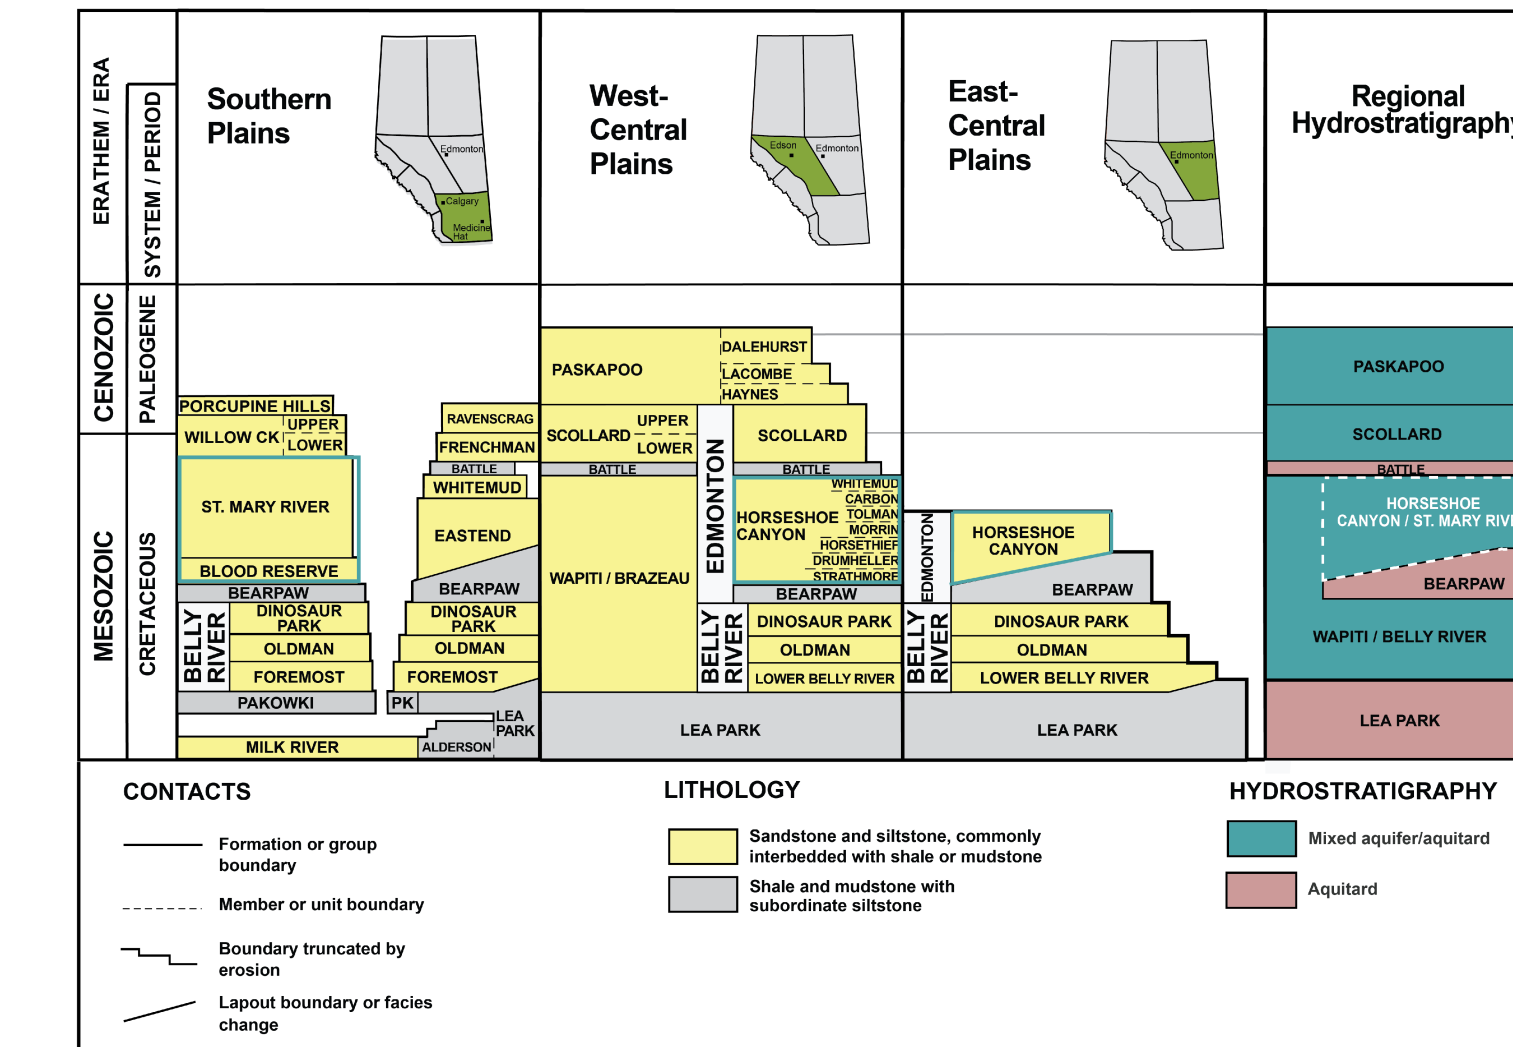 ERATHEM / ERA
SYSTEM / PERIOD
Southern
Plains
Edmonton
Calgary
Medicine
Hat
West-
Central
Plains
Edson
Edmonton
East-
Central
Plains
Edmonton
Regional
Hydrostratigraphy
CENOZOIC
PALEOGENE
MESOZOIC
CRETACEOUS
PORCUPINE HILLS
WILLOW CK
UPPER
LOWER
ST. MARY RIVER
BLOOD RESERVE
BEARPAW
BELLY
RIVER
DINOSAUR
PARK
OLDMAN
FOREMOST
PAKOWKI
MILK RIVER
RAVENSCRAG
FRENCHMAN
BATTLE
WHITEMUD
EASTEND
BEARPAW
DINOSAUR
PARK
OLDMAN
FOREMOST
PK
LEA
PARK
ALDERSON
PASKAPOO
DALEHURST
LACOMBE
HAYNES
SCOLLARD
UPPER
LOWER
BATTLE
WAPITI / BRAZEAU
EDMONTON
SCOLLARD
BATTLE
HORSESHOE
CANYON
WHITEMUD
CARBON
TOLMAN
MORRIN
HORSETHIEF
DRUMHELLER
STRATHMORE
BEARPAW
BELLY
RIVER
DINOSAUR PARK
OLDMAN
LOWER BELLY RIVER
LEA PARK
EDMONTON
HORSESHOE
CANYON
BEARPAW
BELLY
RIVER
DINOSAUR PARK
OLDMAN
LOWER BELLY RIVER
LEA PARK
PASKAPOO
SCOLLARD
BATTLE
HORSESHOE
CANYON / ST. MARY RIV
BEARPAW
WAPITI / BELLY RIVER
LEA PARK
CONTACTS
Formation or group
boundary
Member or unit boundary
Boundary truncated by
erosion
Lapout boundary or facies
change
LITHOLOGY
Sandstone and siltstone, commonly
interbedded with shale or mudstone
Shale and mudstone with
subordinate siltstone
HYDROSTRATIGRAPHY
Mixed aquifer/aquitard
Aquitard